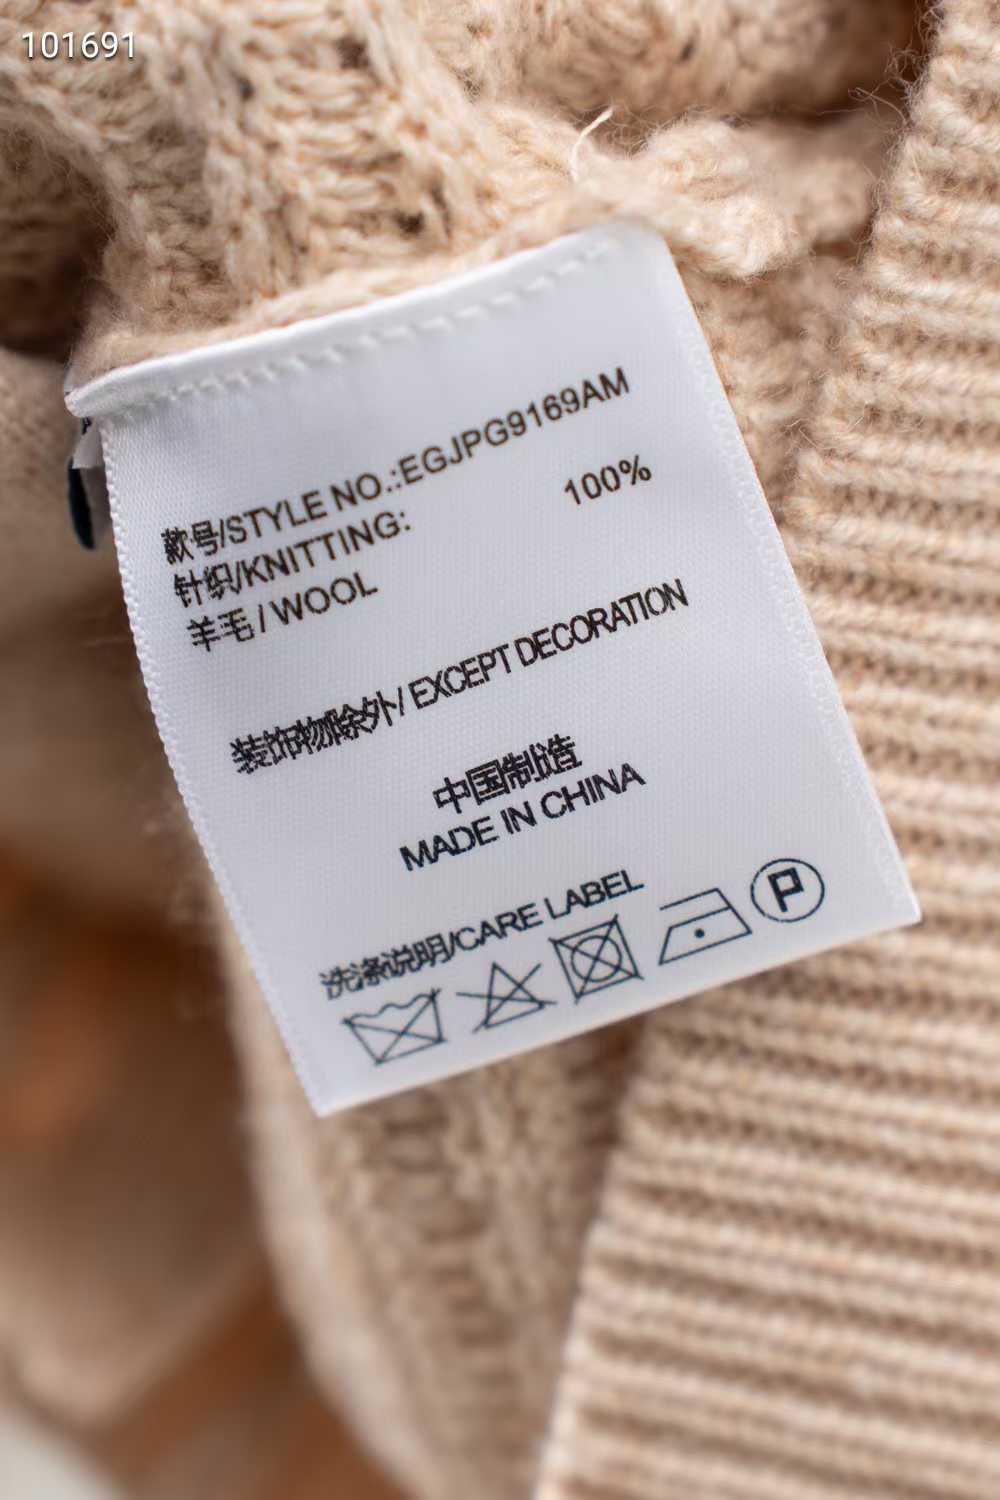 101691
款号/STYLE NO.:EGJPG9169AM
针织/KNITTING: 100%
羊毛/WOOL
装饰物除外/ EXCEPT DECORATION
中国制造
MADE IN CHINA
洗涤说明/CARE LABEL
P